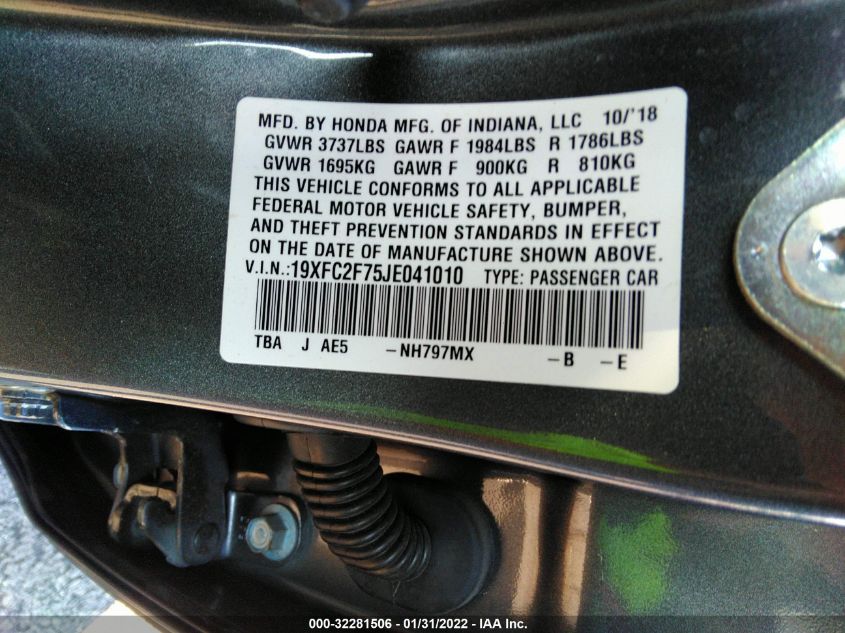 MFD. BY HONDA MFG. OF INDIANA, LLC 10/'18
GVWR 3737LBS GAWR F 1984LBS R 1786LBS
GVWR 1695KG GAWR F 900KG R 810KG
THIS VEHICLE CONFORMS TO ALL APPLICABLE
FEDERAL MOTOR VEHICLE SAFETY, BUMPER,
AND THEFT PREVENTION STANDARDS IN EFFECT
ON THE DATE OF MANUFACTURE SHOWN ABOVE.
V.I.N.:19XFC2F75JE041010 TYPE: PASSENGER CAR
TBA J AE5 -NH797MX -B -E
000-32281506 - 01/31/2022 - IAA Inc.